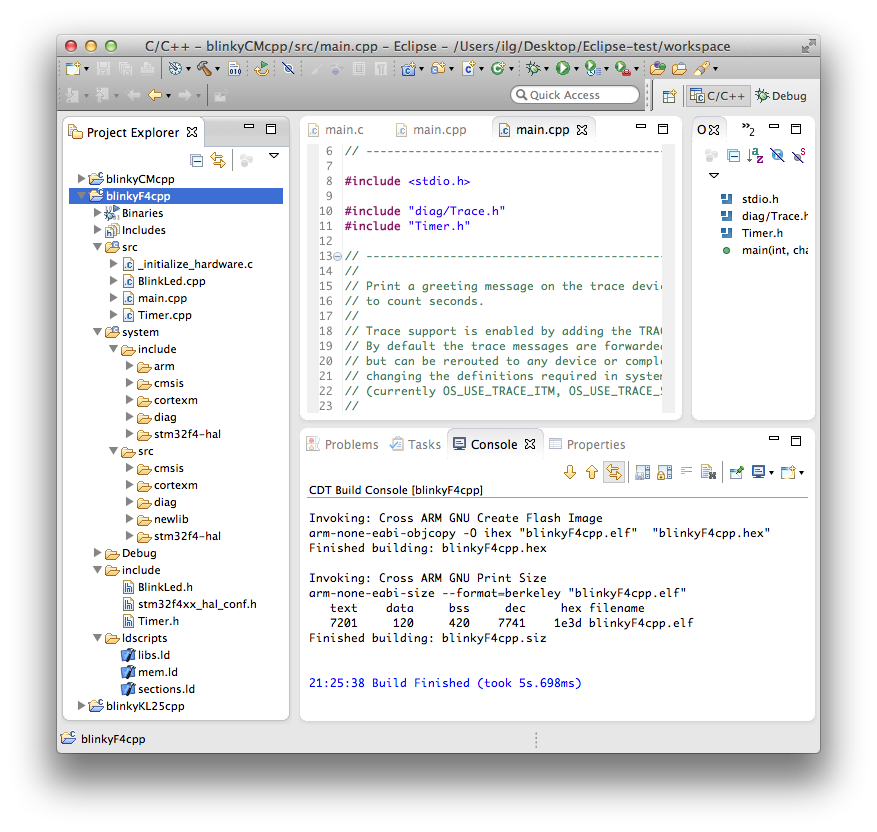 C/C++ - blinkyCMcpp/src/main.cpp - Eclipse - /Users/ilg/Desktop/Eclipse-test/workspace
010
Quick Access
C/C++
Debug
Project Explorer
blinkyCMcpp
blinkyF4cpp
Binaries
Includes
src
_initialize_hardware.c
BlinkLed.cpp
main.cpp
Timer.cpp
system
include
arm
cmsis
cortexm
diag
stm32f4-hal
src
cmsis
cortexm
diag
newlib
stm32f4-hal
Debug
include
BlinkLed.h
stm32f4xx_hal_conf.h
Timer.h
ldscripts
libs.ld
mem.ld
sections.ld
blinkyKL25cpp
main.c
main.cpp
main.cpp
6 // -----------------------------------------
7
8 #include <stdio.h>
9
10 #include "diag/Trace.h"
11 #include "Timer.h"
12
13 // -----------------------------------------
14 //
15 // Print a greeting message on the trace devi
16 // to count seconds.
17 //
18 // Trace support is enabled by adding the TRAC
19 // By default the trace messages are forwarded
20 // but can be rerouted to any device or comple
21 // changing the definitions required in system
22 // (currently OS_USE_TRACE_ITM, OS_USE_TRACE_S
23 //
O
»2
stdio.h
diag/Trace.h
Timer.h
main(int, cha
Problems
Tasks
Console
Properties
CDT Build Console [blinkyF4cpp]
Invoking: Cross ARM GNU Create Flash Image
arm-none-eabi-objcopy -O ihex "blinkyF4cpp.elf"  "blinkyF4cpp.hex"
Finished building: blinkyF4cpp.hex
Invoking: Cross ARM GNU Print Size
arm-none-eabi-size --format=berkeley "blinkyF4cpp.elf"
text data bss dec hex filename
7201 120 420 7741 1e3d blinkyF4cpp.elf
Finished building: blinkyF4cpp.siz
21:25:38 Build Finished (took 5s.698ms)
blinkyF4cpp